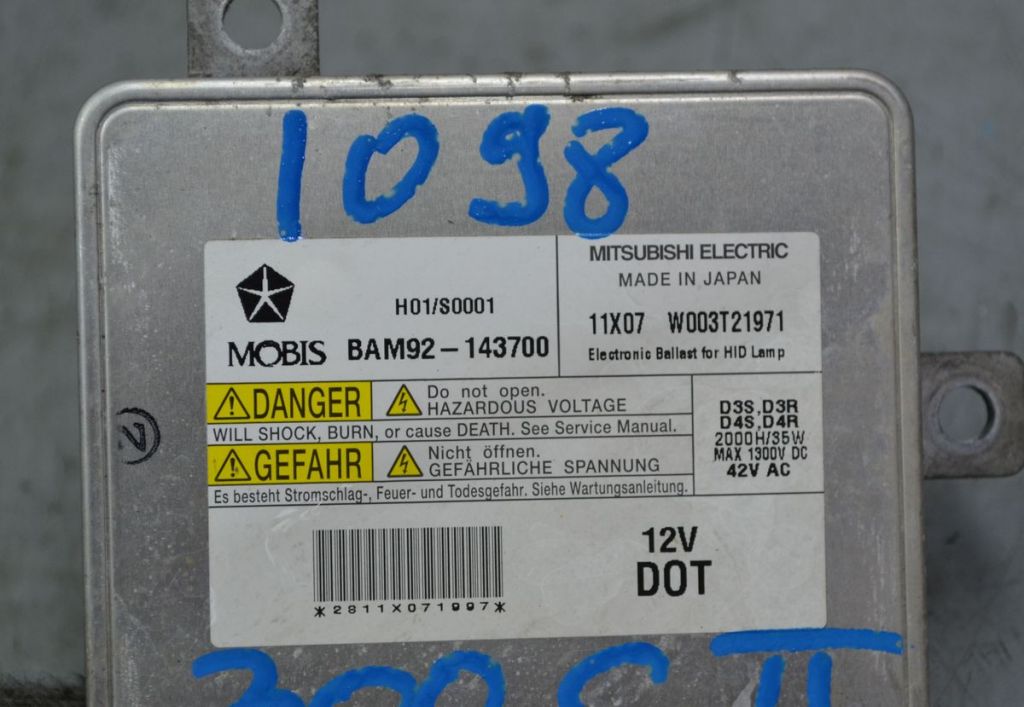 1098
MITSUBISHI ELECTRIC
MADE IN JAPAN
H01/S0001
11X07 W003T21971
MOBIS BAM92-143700
Electronic Ballast for HID Lamp
DANGER
Do not open.
HAZARDOUS VOLTAGE
WILL SHOCK, BURN, or cause DEATH. See Service Manual.
GEFAHR
Nicht öffnen.
GEFÄHRLICHE SPANNUNG
Es besteht Stromschlag-, Feuer- und Todesgefahr. Siehe Wartungsanleitung.
D3S,D3R
D4S,D4R
2000H/35W
MAX 1300V DC
42V AC
12V
DOT
*2811X071997*
300C II